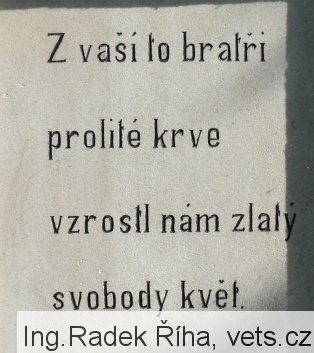 Z vaší to bratři
prolité krve
vzrostl nám zlatý
svobody květ.
Ing.Radek Říha, vets.cz